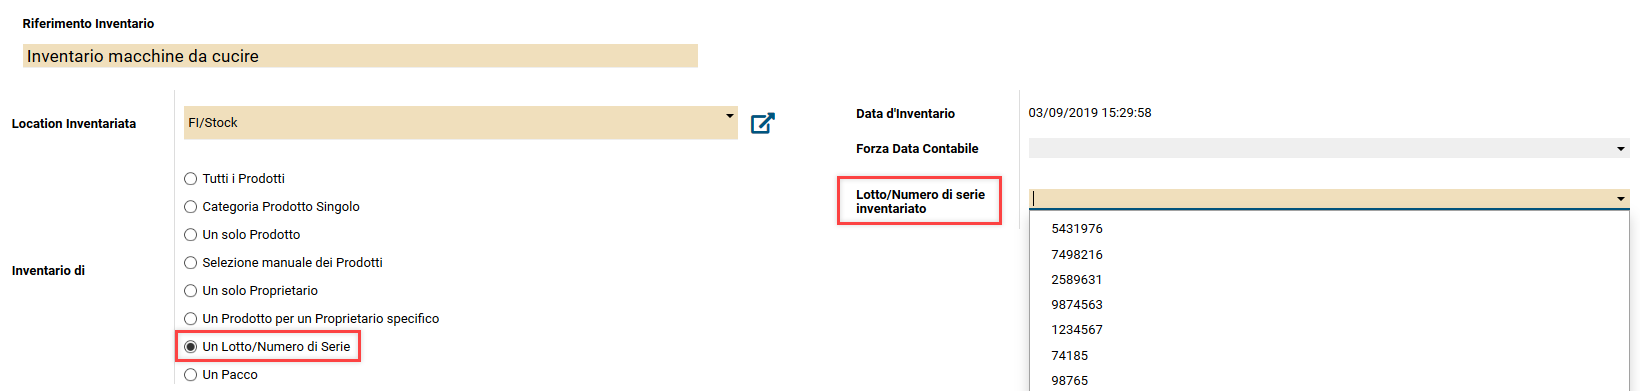 Riferimento Inventario
Inventario macchine da cucire
Location Inventariata
FI/Stock
Inventario di
Tutti i Prodotti
Categoria Prodotto Singolo
Un solo Prodotto
Selezione manuale dei Prodotti
Un solo Proprietario
Un Prodotto per un Proprietario specifico
Un Lotto/Numero di Serie
Un Pacco
Data d'Inventario
03/09/2019 15:29:58
Forza Data Contabile
Lotto/Numero di serie
inventariato
5431976
7498216
2589631
9874563
1234567
74185
98765